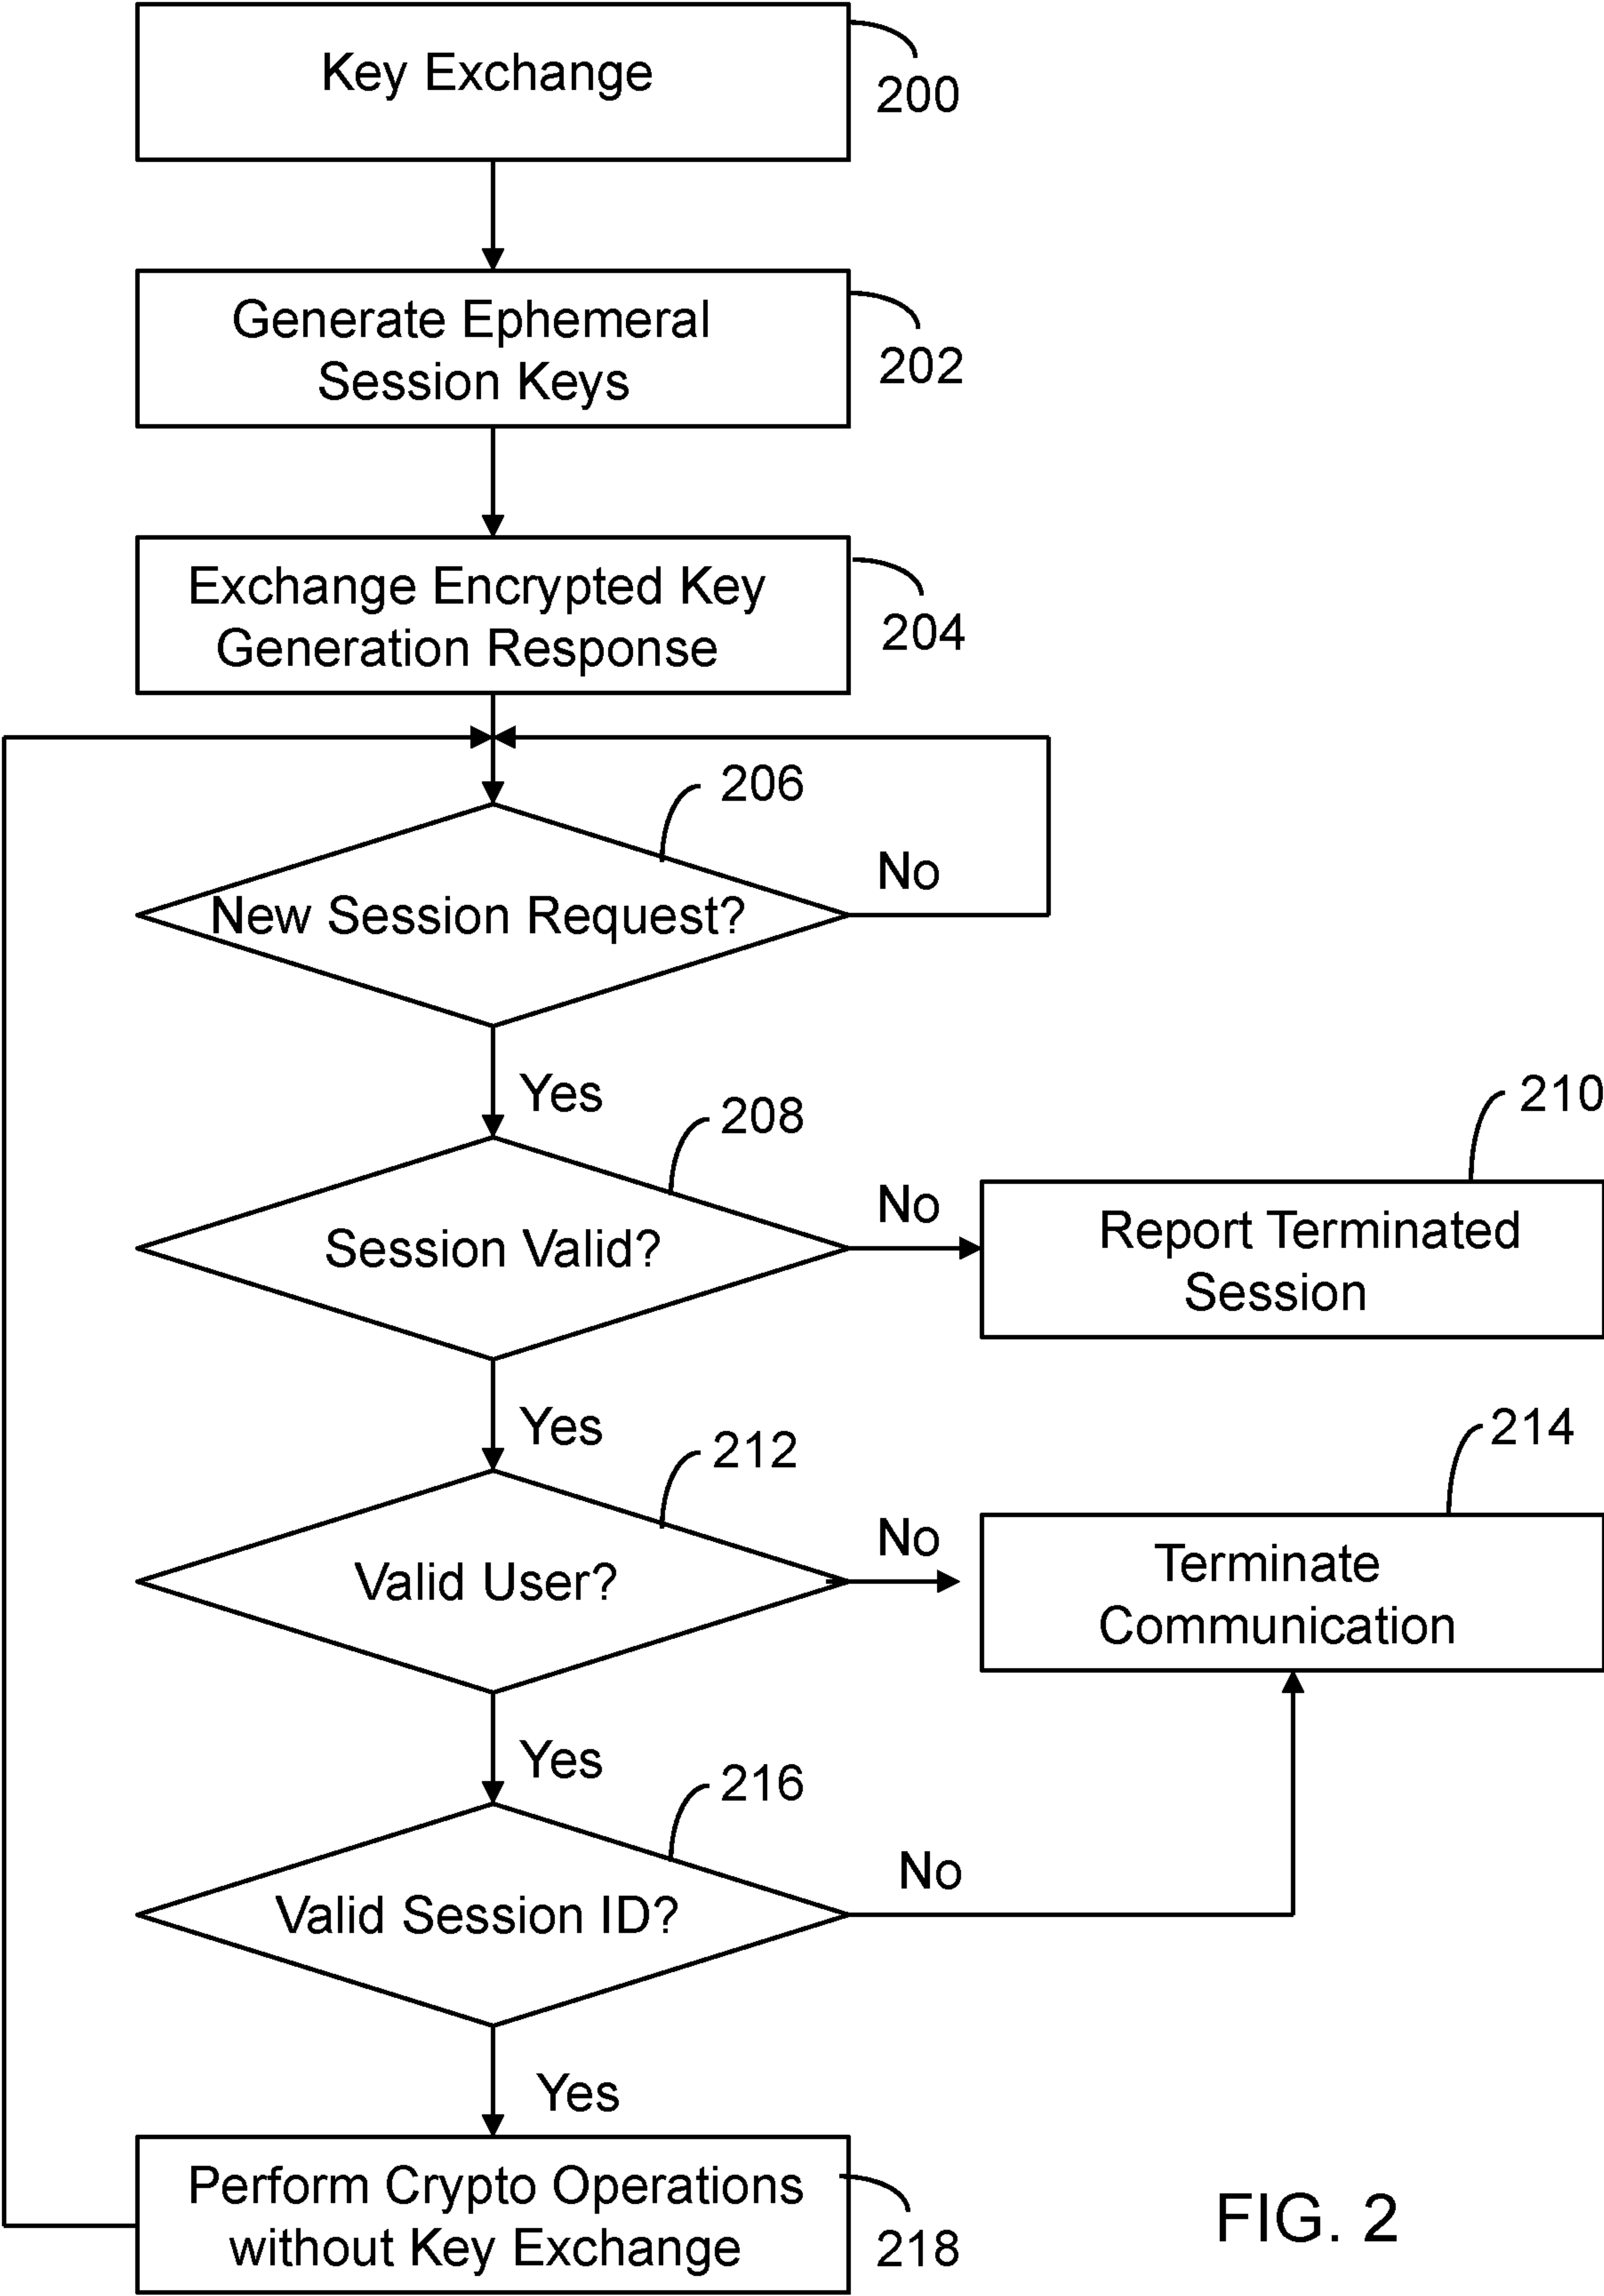 Key Exchange
200
Generate Ephemeral
Session Keys
202
Exchange Encrypted Key
Generation Response
204
206
New Session Request?
No
Yes
208
210
Session Valid?
No
Report Terminated
Session
Yes
212
214
Valid User?
No
Terminate
Communication
Yes
216
Valid Session ID?
No
Yes
Perform Crypto Operations
without Key Exchange
218
FIG. 2